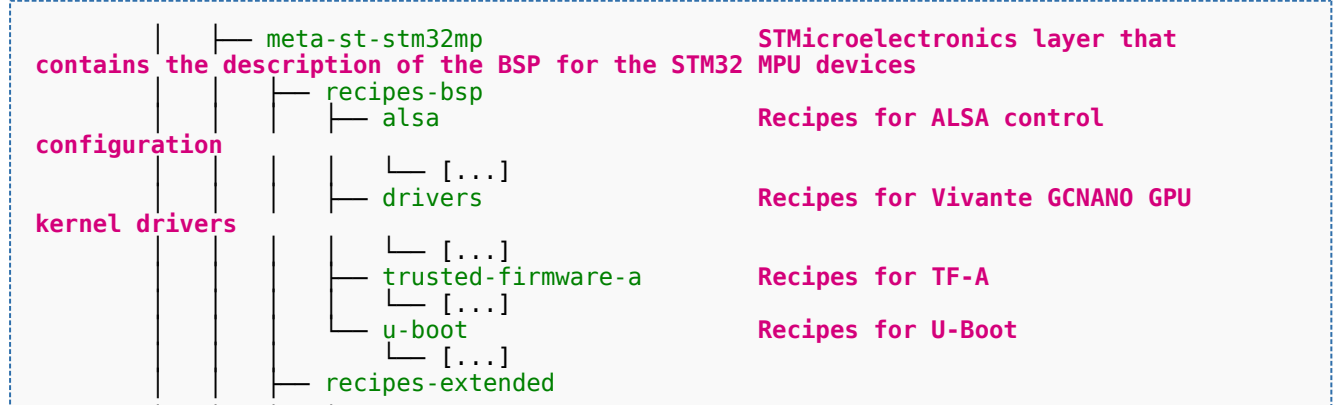 │   ├── meta-st-stm32mp                   STMicroelectronics layer that
contains the description of the BSP for the STM32 MPU devices
│   │   ├── recipes-bsp
│   │   │   ├── alsa                      Recipes for ALSA control
configuration
│   │   │   │   └── [...]
│   │   │   ├── drivers                   Recipes for Vivante GCNANO GPU
kernel drivers
│   │   │   │   └── [...]
│   │   │   ├── trusted-firmware-a        Recipes for TF-A
│   │   │   │   └── [...]
│   │   │   └── u-boot                    Recipes for U-Boot
│   │   │       └── [...]
│   │   ├── recipes-extended